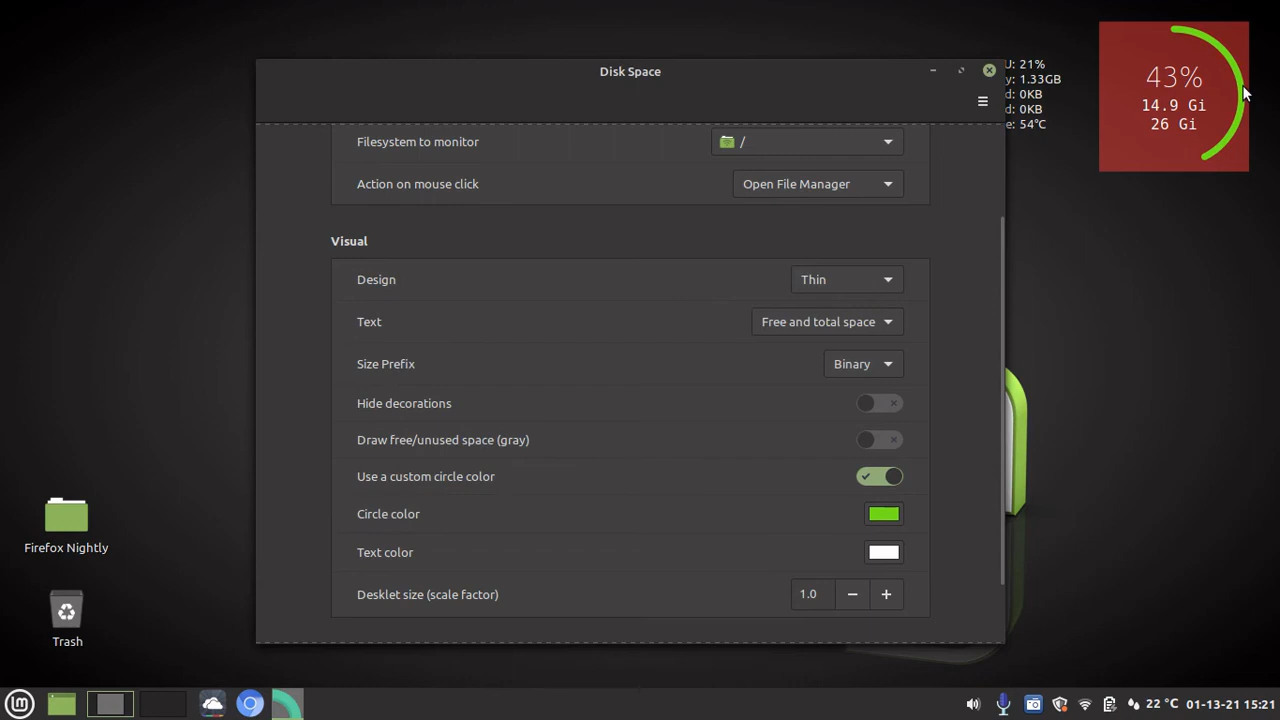 Disk Space
Filesystem to monitor
/
Action on mouse click
Open File Manager
Visual
Design
Thin
Text
Free and total space
Size Prefix
Binary
Hide decorations
Draw free/unused space (gray)
Use a custom circle color
Circle color
Text color
Desklet size (scale factor)
1.0
U: 21%
y: 1.33GB
d: 0KB
d: 0KB
e: 54°C
43%
14.9 Gi
26 Gi
Firefox Nightly
Trash
22 °C
01-13-21 15:21